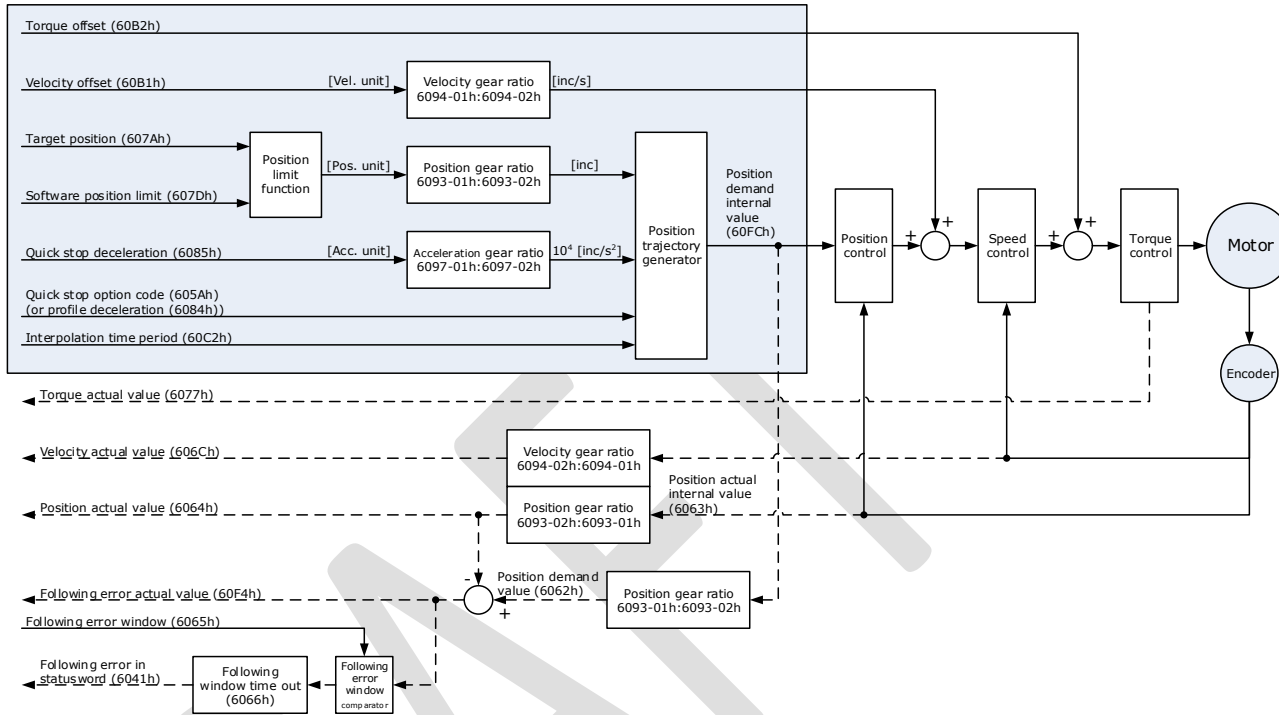 Torque offset (60B2h)
Velocity offset (60B1h)
[Vel. unit]
Velocity gear ratio
6094-01h:6094-02h
[inc/s]
Target position (607Ah)
Software position limit (607Dh)
Position
limit
function
[Pos. unit]
Position gear ratio
6093-01h:6093-02h
[inc]
Quick stop deceleration (6085h)
[Acc. unit]
Acceleration gear ratio
6097-01h:6097-02h
10⁴ [inc/s²]
Quick stop option code (605Ah)
(or profile deceleration (6084h))
Interpolation time period (60C2h)
Position
trajectory
generator
Position
demand
internal
value
(60FCh)
Position
control
+
+
Speed
control
+
+
Torque
control
Motor
Encoder
Torque actual value (6077h)
Velocity actual value (606Ch)
Velocity gear ratio
6094-02h:6094-01h
Position actual value (6064h)
Position gear ratio
6093-02h:6093-01h
Position actual
internal value
(6063h)
Following error actual value (60F4h)
-
+
Position demand
value (6062h)
Position gear ratio
6093-01h:6093-02h
Following error window (6065h)
Following error in
statusword (6041h)
Following
window time out
(6066h)
Following
error
window
comparator